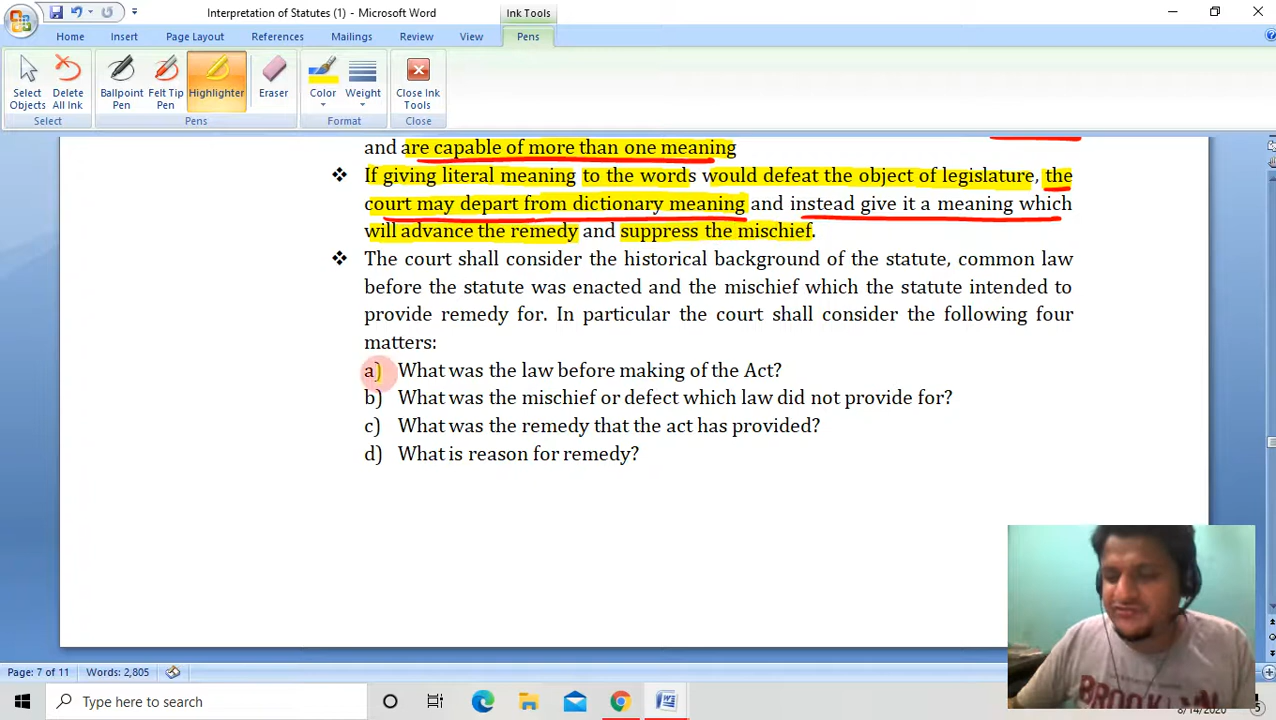 Interpretation of Statutes (1) - Microsoft Word
Ink Tools
Home Insert Page Layout References Mailings Review View Pens
Select Objects
Delete All Ink
Ballpoint Pen
Felt Tip Pen
Highlighter
Eraser
Color
Weight
Close Ink Tools
Select Pens Format Close
and are capable of more than one meaning
❖ If giving literal meaning to the words would defeat the object of legislature, the
court may depart from dictionary meaning and instead give it a meaning which
will advance the remedy and suppress the mischief.
❖ The court shall consider the historical background of the statute, common law
before the statute was enacted and the mischief which the statute intended to
provide remedy for. In particular the court shall consider the following four
matters:
a) What was the law before making of the Act?
b) What was the mischief or defect which law did not provide for?
c) What was the remedy that the act has provided?
d) What is reason for remedy?
Page: 7 of 11 Words: 2,805
Type here to search
8/14/2020